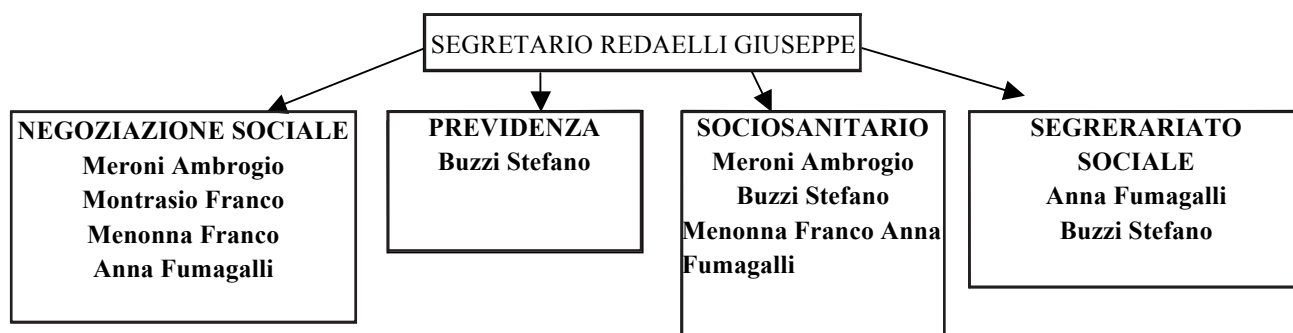 SEGRETARIO REDAELLI GIUSEPPE
NEGOZIAZIONE SOCIALE
Meroni Ambrogio
Montrasio Franco
Menonna Franco
Anna Fumagalli
PREVIDENZA
Buzzi Stefano
SOCIOSANITARIO
Meroni Ambrogio
Buzzi Stefano
Menonna Franco Anna
Fumagalli
SEGRERARIATO
SOCIALE
Anna Fumagalli
Buzzi Stefano